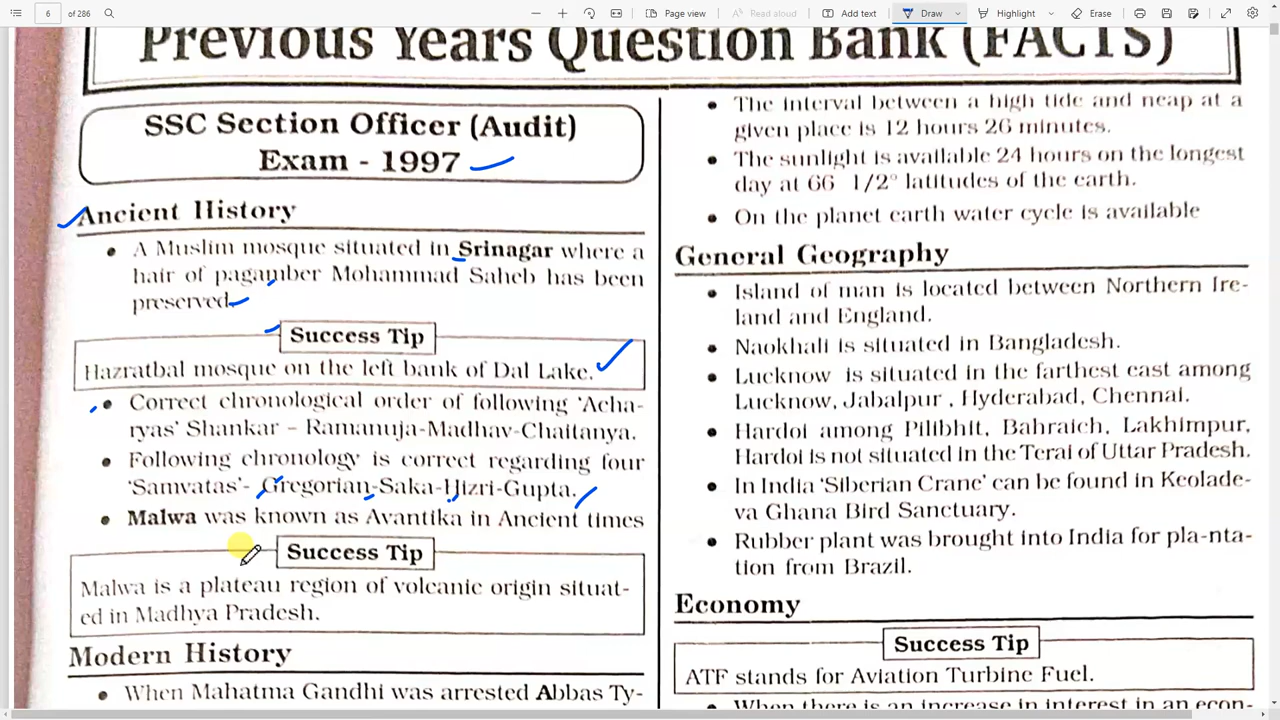 6 of 286
Page view
Read aloud
Add text
Draw
Highlight
Erase
Previous Years Question Bank (FACTS)
SSC Section Officer (Audit)
Exam - 1997
Ancient History
• A Muslim mosque situated in Srinagar where a
hair of pagamber Mohammad Saheb has been
preserved
Success Tip
Hazratbal mosque on the left bank of Dal Lake.
• Correct chronological order of following 'Acha-
ryas' Shankar – Ramanuja-Madhav-Chaitanya.
• Following chronology is correct regarding four
'Samvatas'- Gregorian-Saka-Hizri-Gupta.
• Malwa was known as Avantika in Ancient times
Success Tip
Malwa is a plateau region of volcanic origin situat-
ed in Madhya Pradesh.
Modern History
• When Mahatma Gandhi was arrested Abbas Ty-
• The interval between a high tide and neap at a
given place is 12 hours 26 minutes.
• The sunlight is available 24 hours on the longest
day at 66 1/2° latitudes of the earth.
• On the planet earth water cycle is available
General Geography
• Island of man is located between Northern Ire-
land and England.
• Naokhali is situated in Bangladesh.
• Lucknow is situated in the farthest east among
Lucknow, Jabalpur , Hyderabad, Chennai.
• Hardoi among Pilibhit, Bahraich, Lakhimpur,
Hardoi is not situated in the Terai of Uttar Pradesh.
• In India 'Siberian Crane' can be found in Keolade-
va Ghana Bird Sanctuary.
• Rubber plant was brought into India for pla-nta-
tion from Brazil.
Economy
Success Tip
ATF stands for Aviation Turbine Fuel.
• When there is an increase in interest in an econ-